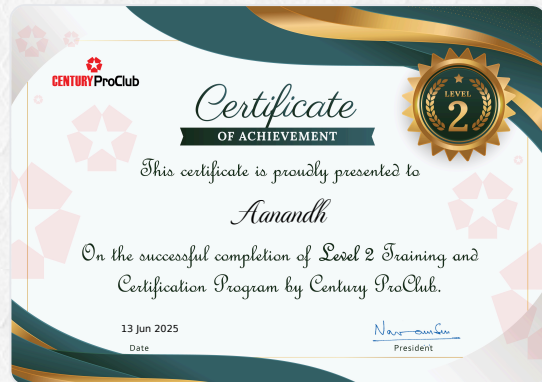 CENTURY ProClub
Certificate
OF ACHIEVEMENT
LEVEL
2
This certificate is proudly presented to
Aanandh
On the successful completion of Level 2 Training and
Certification Program by Century ProClub.
13 Jun 2025
Date
President